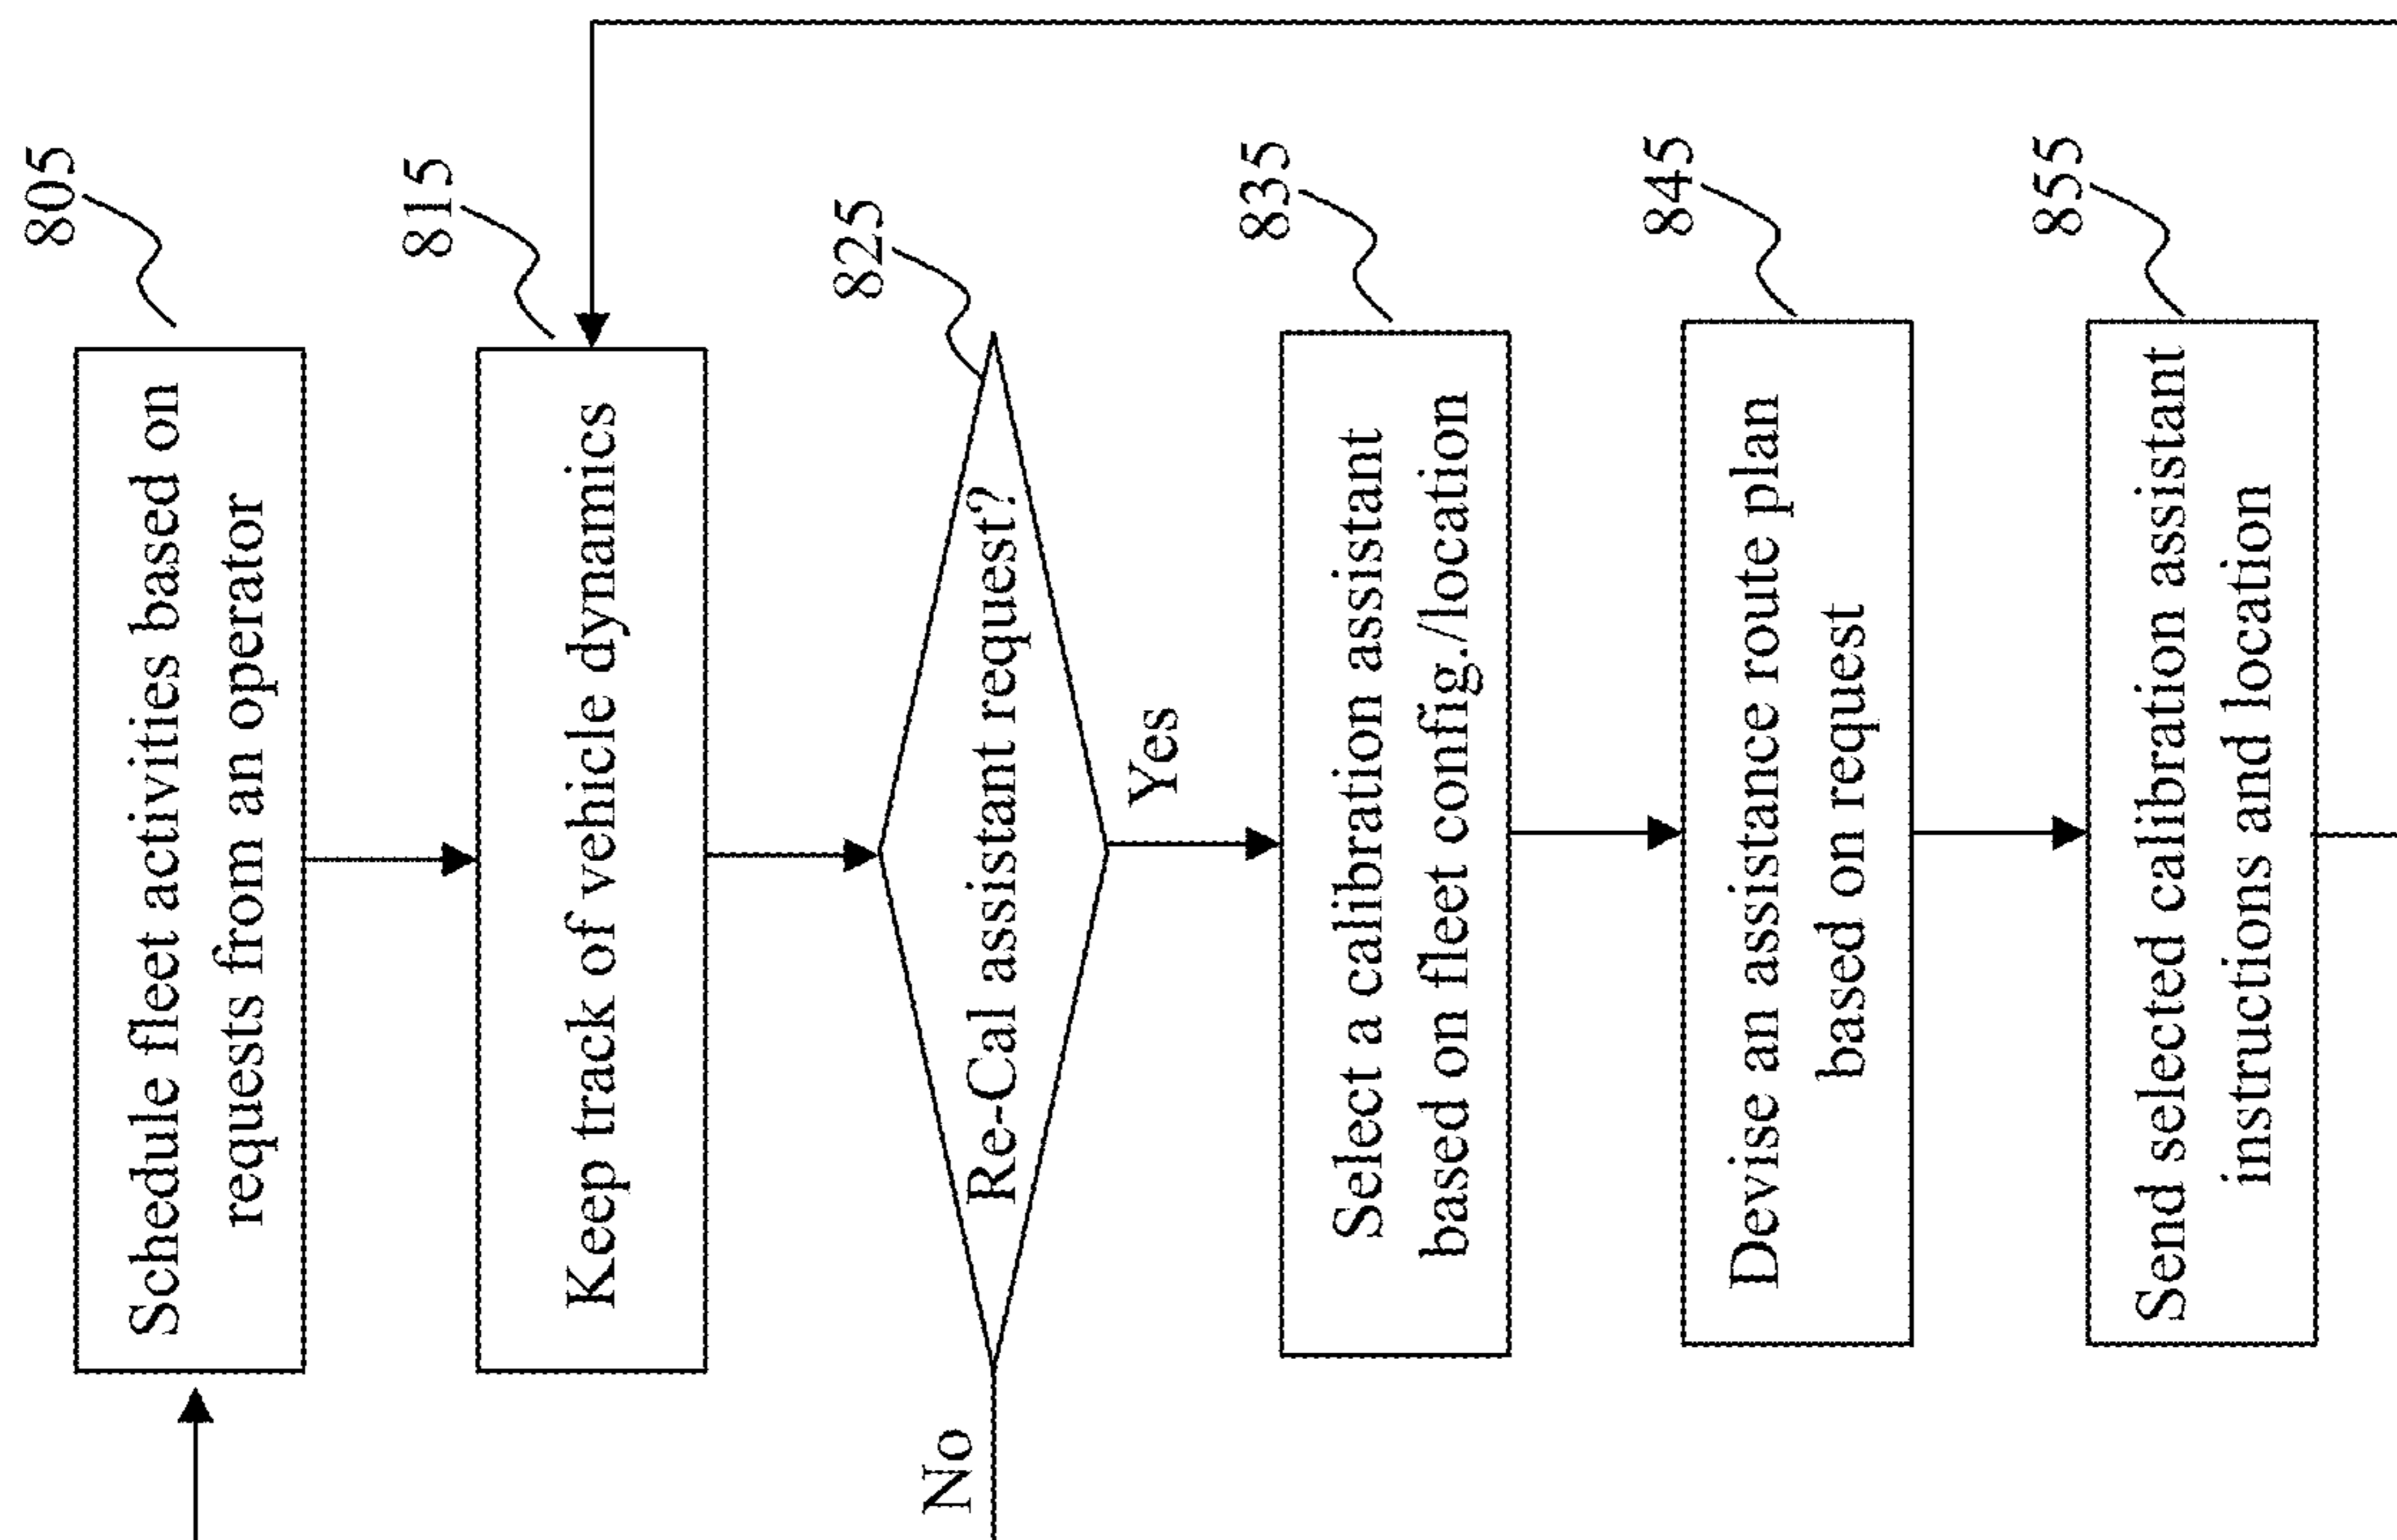 805
Schedule fleet activities based on
requests from an operator
815
Keep track of vehicle dynamics
825
Re-Cal assistant request?
No
Yes
835
Select a calibration assistant
based on fleet config./location
845
Devise an assistance route plan
based on request
855
Send selected calibration assistant
instructions and location